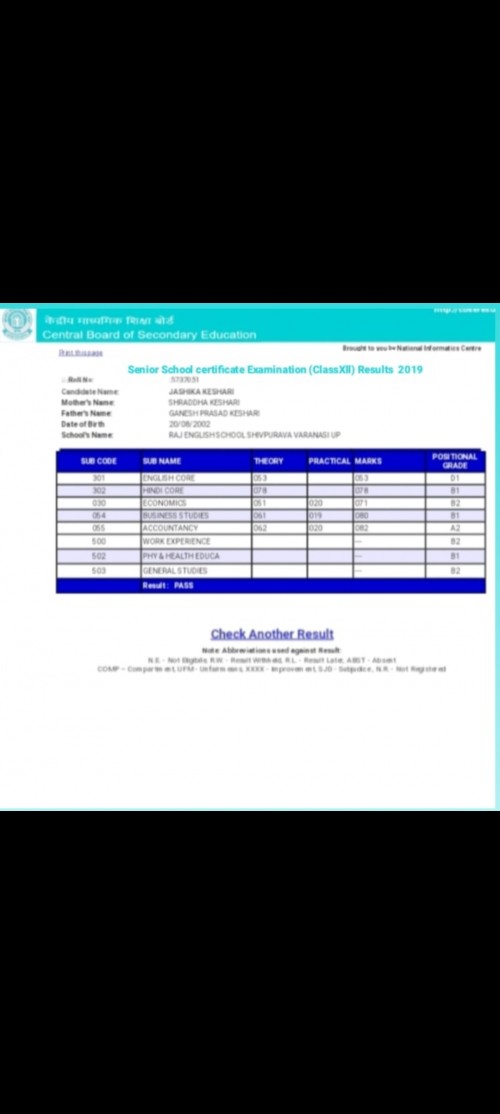 केंद्रीय माध्यमिक शिक्षा बोर्ड
Central Board of Secondary Education
Print this page
Brought to you by National Informatics Centre
Senior School certificate Examination (ClassXII) Results 2019
Roll No:
Candidate Name: JASHIKA KESHARI
Mother's Name: SHRADDHA KESHARI
Father's Name: GANESH PRASAD KESHARI
Date of Birth 20/08/2002
School's Name: RAJ ENGLISH SCHOOL SHIVPURAVA VARANASI UP
SUB CODE SUB NAME THEORY PRACTICAL MARKS POSITIONAL GRADE
301 ENGLISH CORE 053 053 D1
302 HINDI CORE 078 078 B1
030 ECONOMICS 051 020 071 B2
054 BUSINESS STUDIES 061 019 080 B1
055 ACCOUNTANCY 062 020 082 A2
500 WORK EXPERIENCE --- B2
502 PHY & HEALTH EDUCA --- B1
503 GENERAL STUDIES --- B2
Result: PASS
Check Another Result
Note: Abbreviations used against Result:
N.E. - Not Eligible, R.W. - Result Withheld, R.L. - Result Later, ABST - Absent
COMP - Compartment, UFM - Unfairmeans, XXXX - Improvement, SJD - Subjudice, N.R. - Not Registered